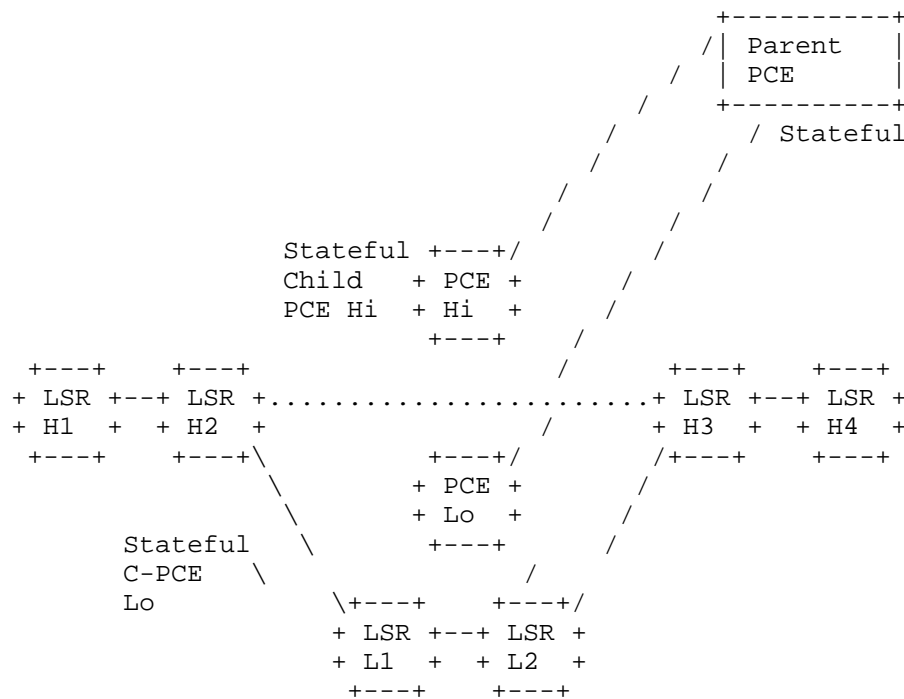 Parent
PCE
Stateful
Stateful
Child PCE
PCE Hi Hi
LSR LSR LSR LSR
H1 H2 H3 H4
PCE
Lo
Stateful
C-PCE
Lo
LSR LSR
L1 L2